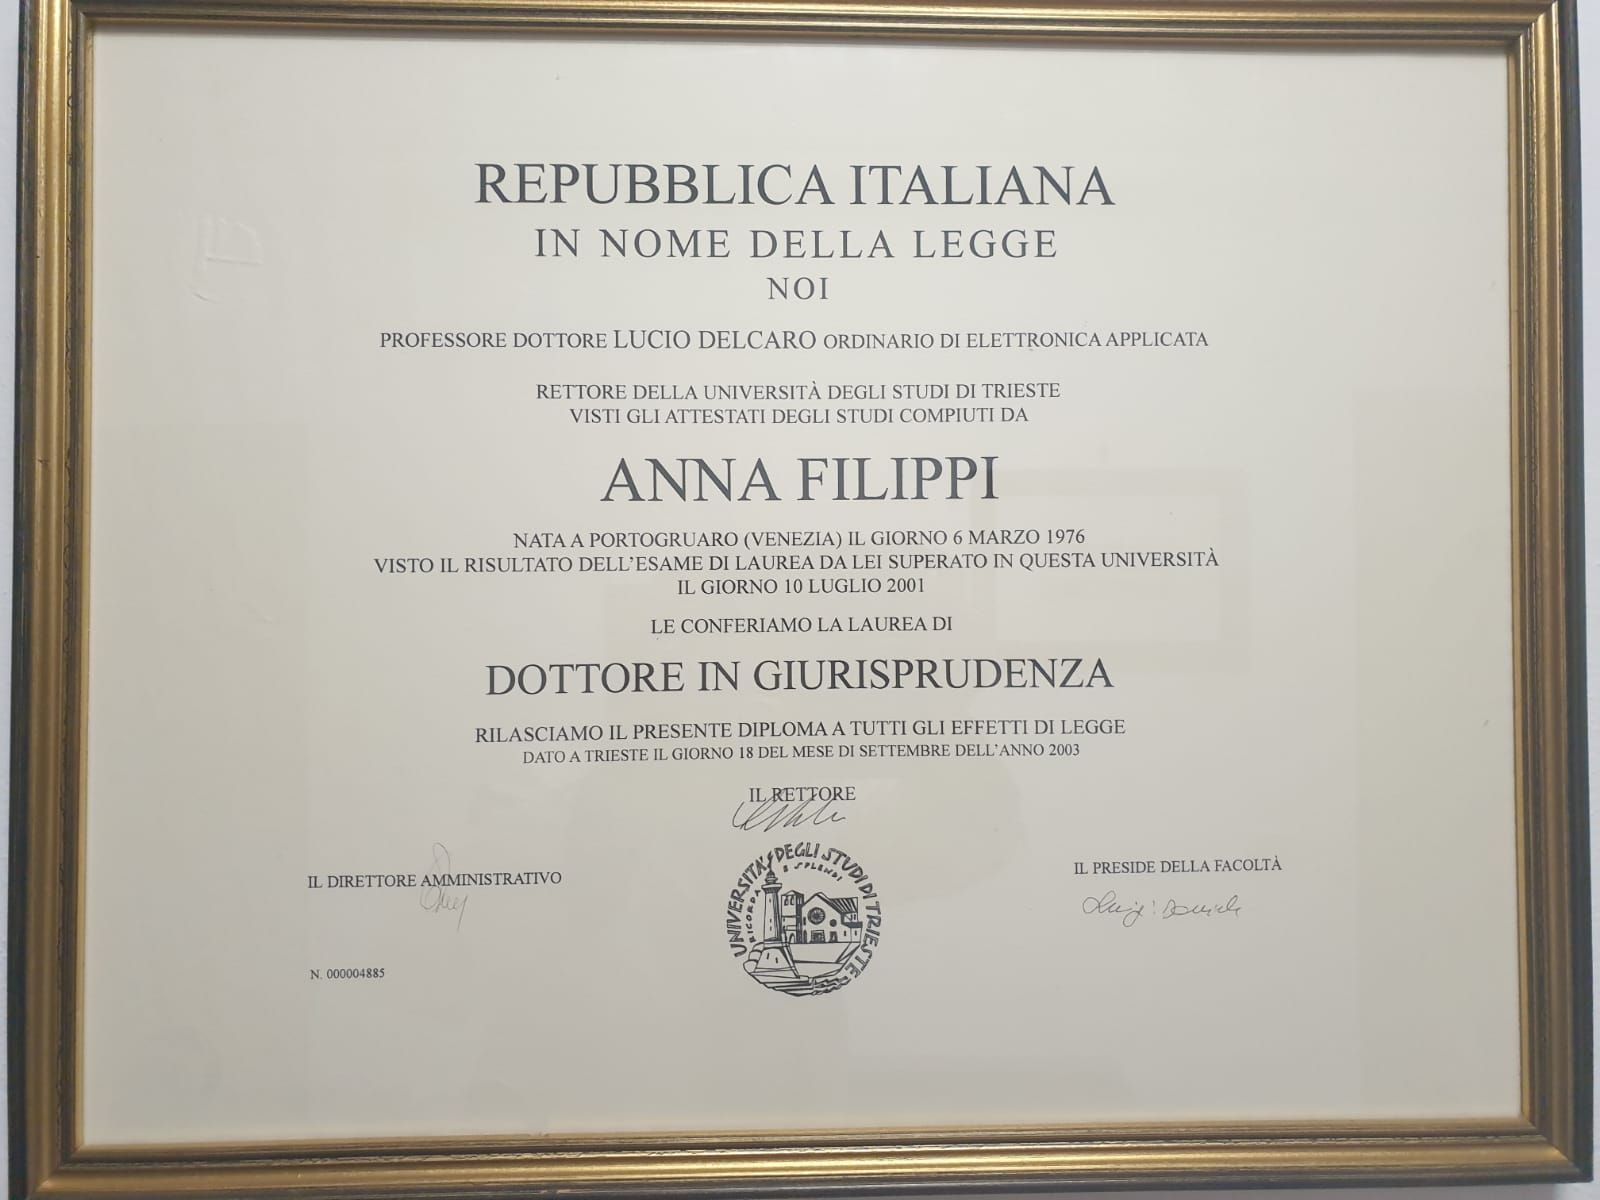 REPUBBLICA ITALIANA
IN NOME DELLA LEGGE
NOI
PROFESSORE DOTTORE LUCIO DELCARO ORDINARIO DI ELETTRONICA APPLICATA
RETTORE DELLA UNIVERSITÀ DEGLI STUDI DI TRIESTE
VISTI GLI ATTESTATI DEGLI STUDI COMPIUTI DA
ANNA FILIPPI
NATA A PORTOGRUARO (VENEZIA) IL GIORNO 6 MARZO 1976
VISTO IL RISULTATO DELL'ESAME DI LAUREA DA LEI SUPERATO IN QUESTA UNIVERSITÀ
IL GIORNO 10 LUGLIO 2001
LE CONFERIAMO LA LAUREA DI
DOTTORE IN GIURISPRUDENZA
RILASCIAMO IL PRESENTE DIPLOMA A TUTTI GLI EFFETTI DI LEGGE
DATO A TRIESTE IL GIORNO 18 DEL MESE DI SETTEMBRE DELL'ANNO 2003
IL RETTORE
IL DIRETTORE AMMINISTRATIVO
UNIVERSITÀ DEGLI STUDI DI TRIESTE
RICORDA E SPLENDI
IL PRESIDE DELLA FACOLTÀ
Luigi
N. 000004885